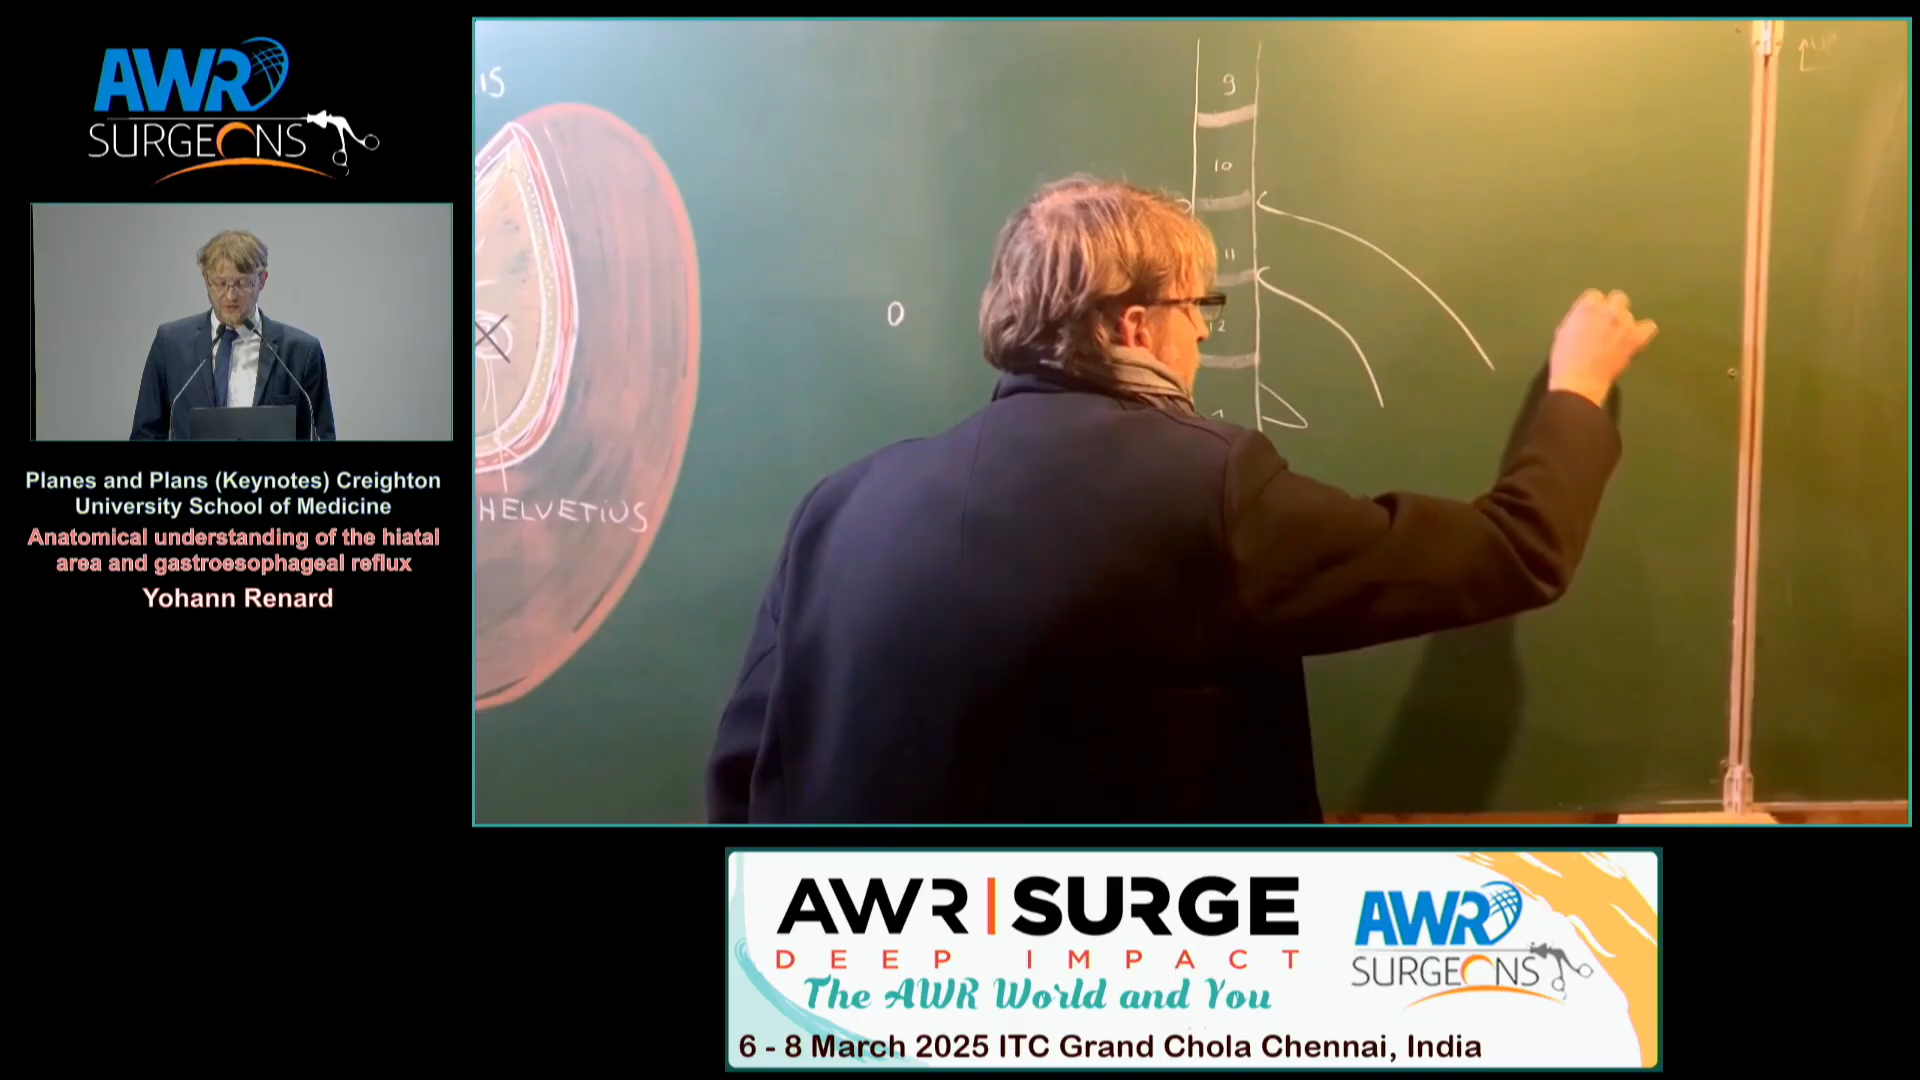 AWR
SURGEONS
Planes and Plans (Keynotes) Creighton
University School of Medicine
Anatomical understanding of the hiatal
area and gastroesophageal reflux
Yohann Renard
IS
HELVETIUS
O
9
10
11
12
AWR|SURGE
DEEP IMPACT
The AWR World and You
6 - 8 March 2025 ITC Grand Chola Chennai, India
AWR
SURGEONS